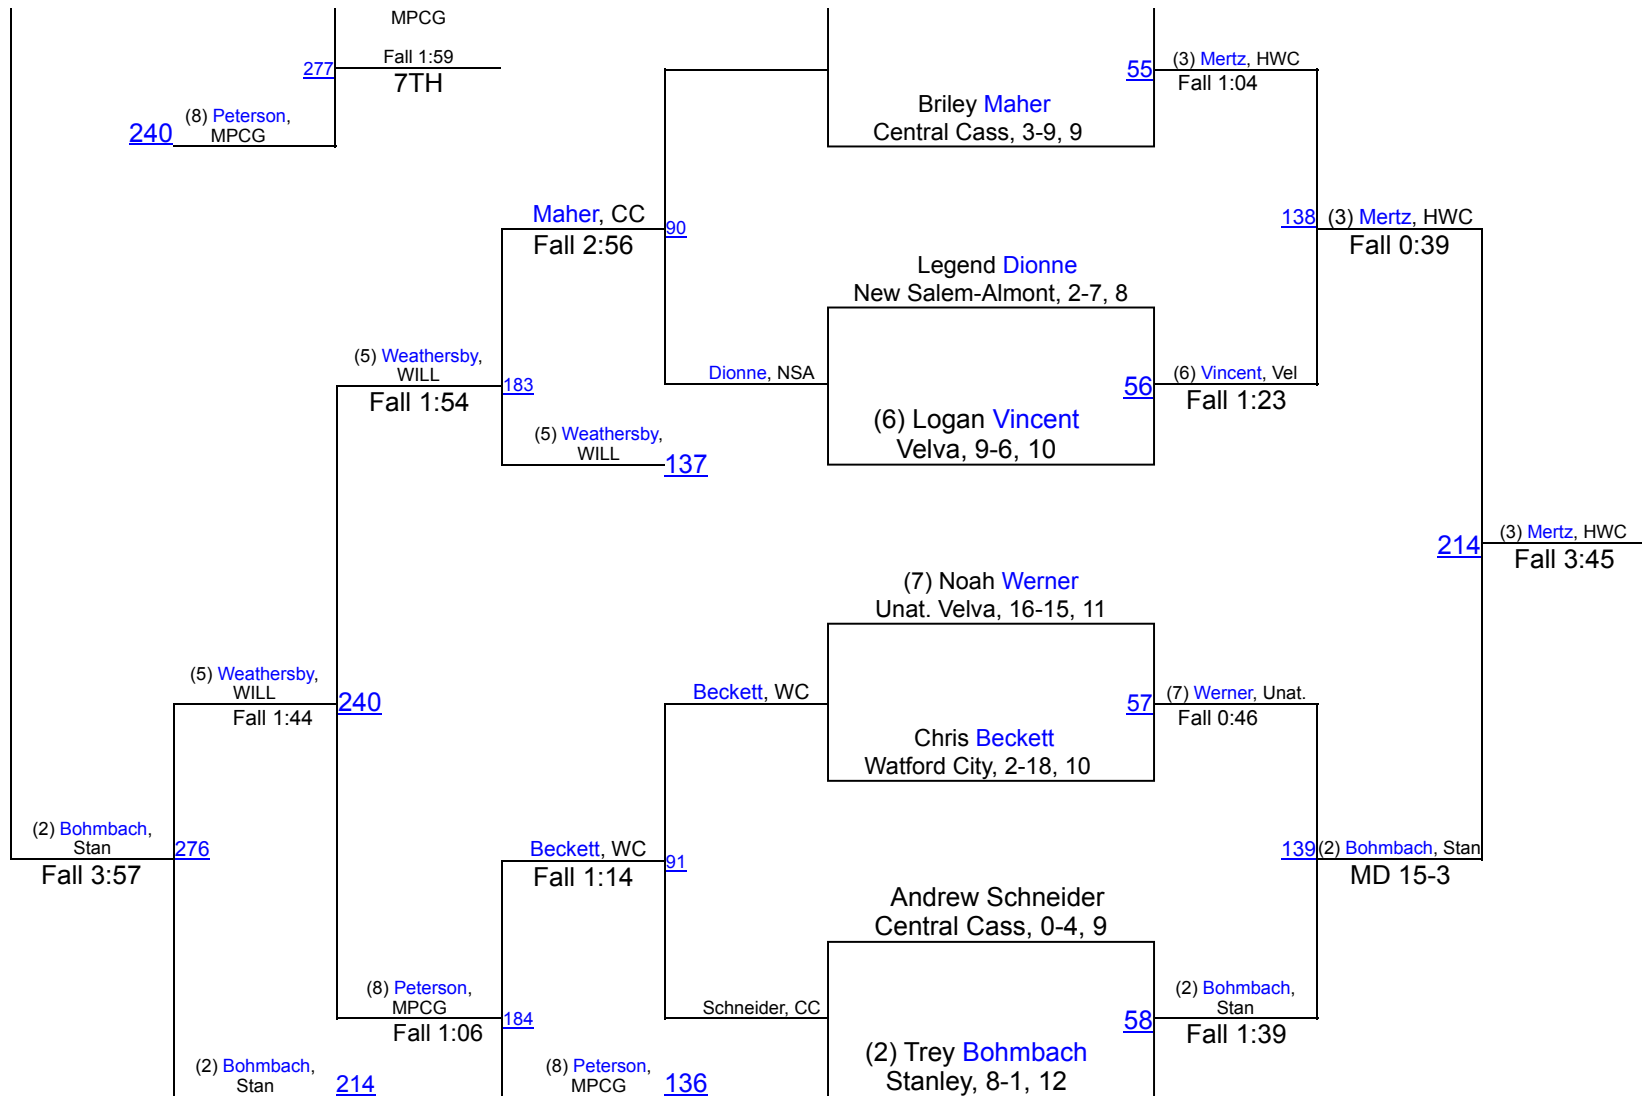 MPCG
Fall 1:59
277
7TH
(8) Peterson,
240
MPCG
55
(3) Mertz, HWC
Fall 1:04
Briley Maher
Central Cass, 3-9, 9
Maher, CC
90
Fall 2:56
138
(3) Mertz, HWC
Fall 0:39
Legend Dionne
New Salem-Almont, 2-7, 8
(5) Weathersby,
WILL
183
Fall 1:54
Dionne, NSA
56
(6) Vincent, Vel
Fall 1:23
(6) Logan Vincent
Velva, 9-6, 10
(5) Weathersby,
WILL
137
214
(3) Mertz, HWC
Fall 3:45
(7) Noah Werner
Unat. Velva, 16-15, 11
(5) Weathersby,
WILL
240
Fall 1:44
Beckett, WC
57
(7) Werner, Unat.
Fall 0:46
Chris Beckett
Watford City, 2-18, 10
(2) Bohmbach,
Stan
276
Fall 3:57
Beckett, WC
91
Fall 1:14
139
(2) Bohmbach, Stan
MD 15-3
Andrew Schneider
Central Cass, 0-4, 9
(8) Peterson,
MPCG
184
Fall 1:06
Schneider, CC
58
(2) Bohmbach,
Stan
Fall 1:39
(2) Trey Bohmbach
Stanley, 8-1, 12
(2) Bohmbach,
Stan
214
(8) Peterson,
MPCG
136